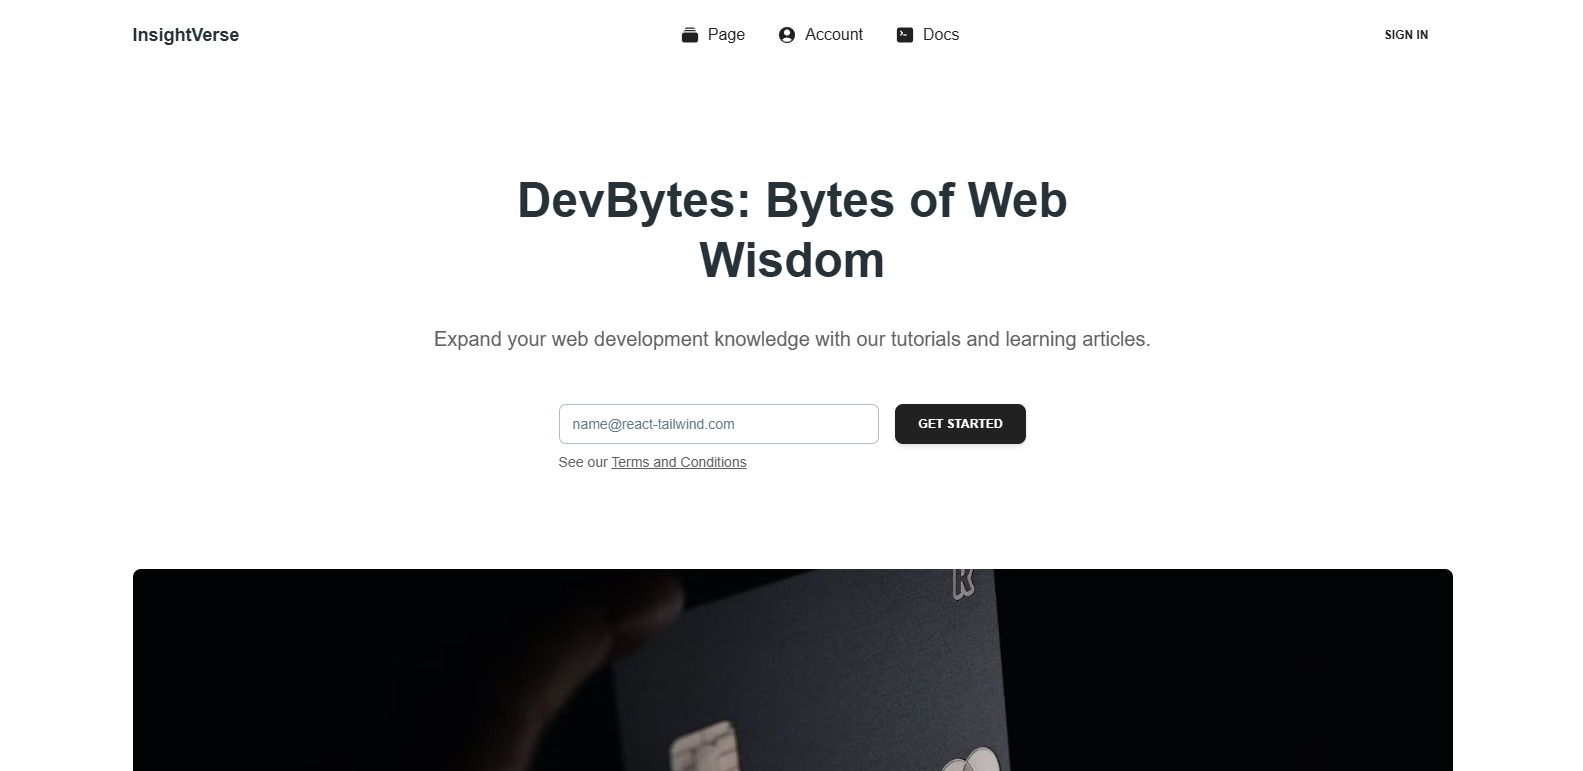 InsightVerse
Page
Account
Docs
SIGN IN
DevBytes: Bytes of Web
Wisdom
Expand your web development knowledge with our tutorials and learning articles.
name@react-tailwind.com
GET STARTED
See our Terms and Conditions